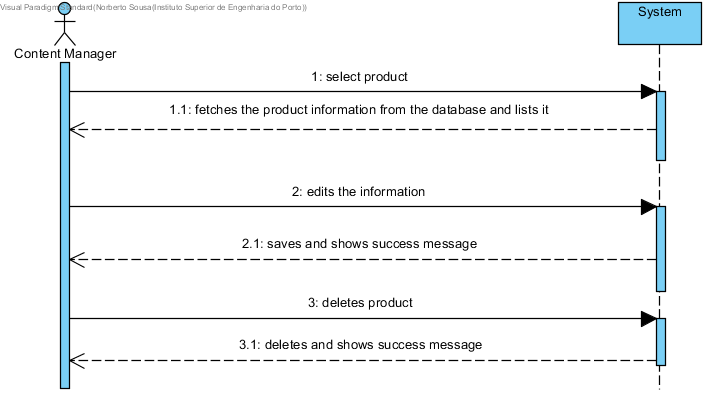 Visual Paradigm Standard(Norberto Sousa(Instituto Superior de Engenharia do Porto))
System
Content Manager
1: select product
1.1: fetches the product information from the database and lists it
2: edits the information
2.1: saves and shows success message
3: deletes product
3.1: deletes and shows success message